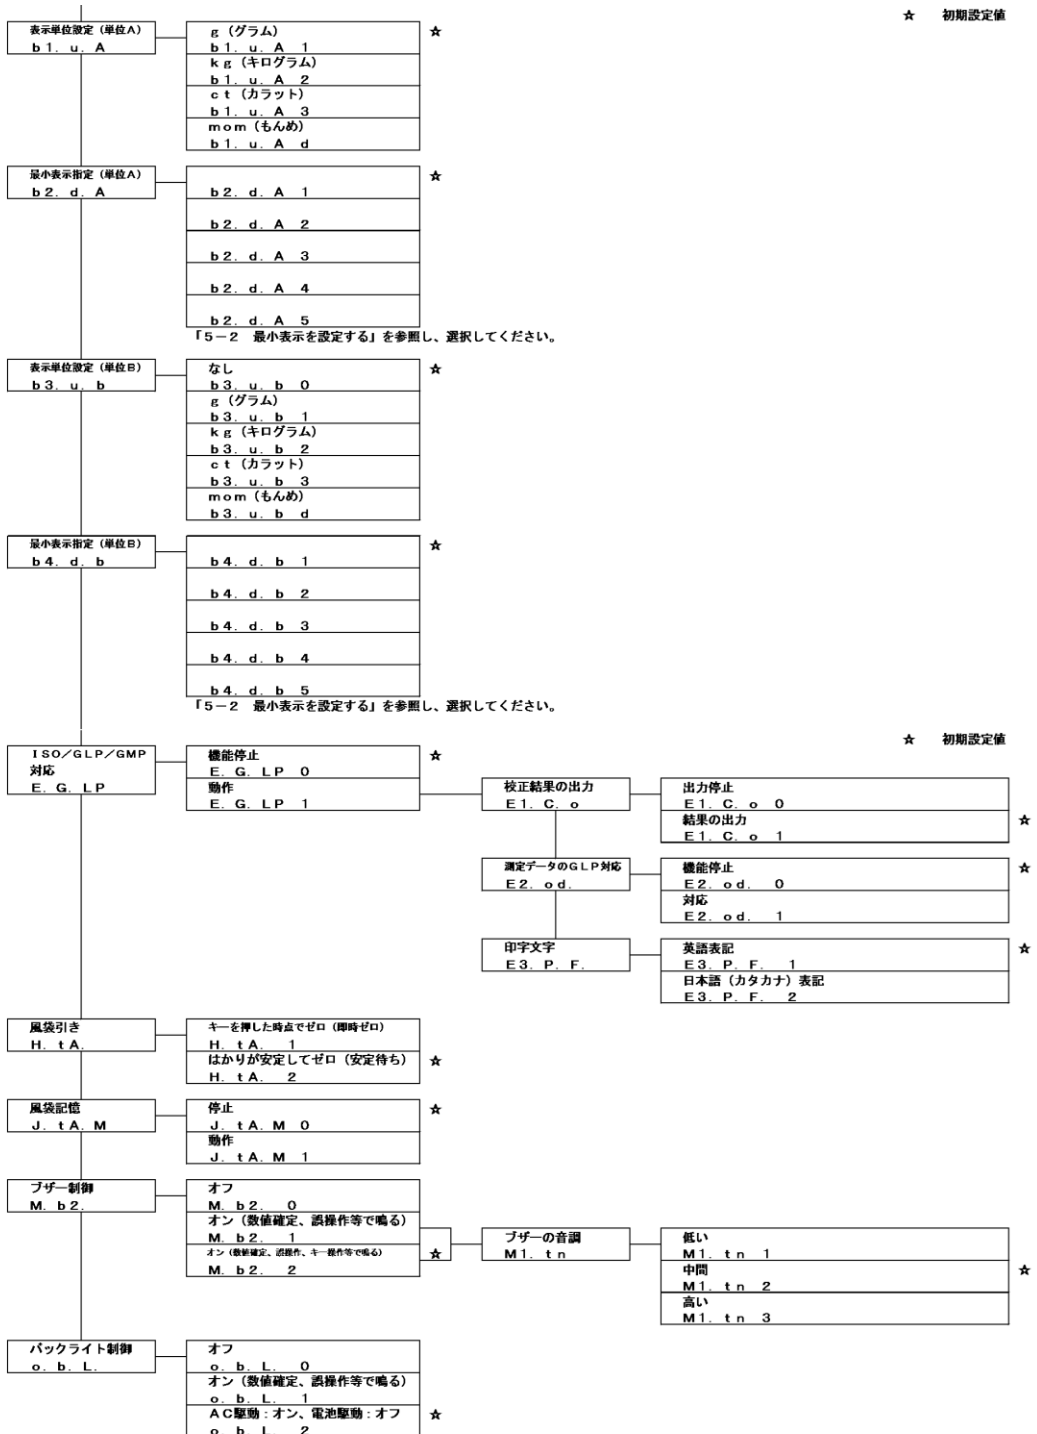 ☆　初期設定値
表示単位設定（単位A）
b1. u. A
g（グラム）
☆
b1. u. A 1
kg（キログラム）
b1. u. A 2
ct（カラット）
b1. u. A 3
mom（もんめ）
b1. u. A d
最小表示指定（単位A）
☆
b2. d. A
b2. d. A 1
b2. d. A 2
b2. d. A 3
b2. d. A 4
b2. d. A 5
「5－2　最小表示を設定する」を参照し、選択してください。
表示単位設定（単位B）
b3. u. b
なし
☆
b3. u. b 0
g（グラム）
b3. u. b 1
kg（キログラム）
b3. u. b 2
ct（カラット）
b3. u. b 3
mom（もんめ）
b3. u. b d
最小表示指定（単位B）
☆
b4. d. b
b4. d. b 1
b4. d. b 2
b4. d. b 3
b4. d. b 4
b4. d. b 5
「5－2　最小表示を設定する」を参照し、選択してください。
☆　初期設定値
ISO／GLP／GMP
対応
E. G. LP
機能停止
☆
E. G. LP 0
動作
E. G. LP 1
校正結果の出力
E1. C. o
出力停止
E1. C. o 0
結果の出力
☆
E1. C. o 1
測定データのGLP対応
E2. od.
機能停止
☆
E2. od. 0
対応
E2. od. 1
印字文字
E3. P. F.
英語表記
☆
E3. P. F. 1
日本語（カタカナ）表記
E3. P. F. 2
風袋引き
H. tA.
キーを押した時点でゼロ（即時ゼロ）
H. tA. 1
はかりが安定してゼロ（安定待ち）
☆
H. tA. 2
風袋記憶
J. tA. M
停止
☆
J. tA. M 0
動作
J. tA. M 1
ブザー制御
M. b2.
オフ
M. b2. 0
オン（数値確定、誤操作等で鳴る）
M. b2. 1
オン（数値確定、誤操作、キー操作等で鳴る）
☆
M. b2. 2
ブザーの音調
M1. tn
低い
M1. tn 1
中間
☆
M1. tn 2
高い
M1. tn 3
バックライト制御
o. b. L.
オフ
o. b. L. 0
オン（数値確定、誤操作等で鳴る）
o. b. L. 1
AC駆動：オン、電池駆動：オフ
☆
o. b. L. 2